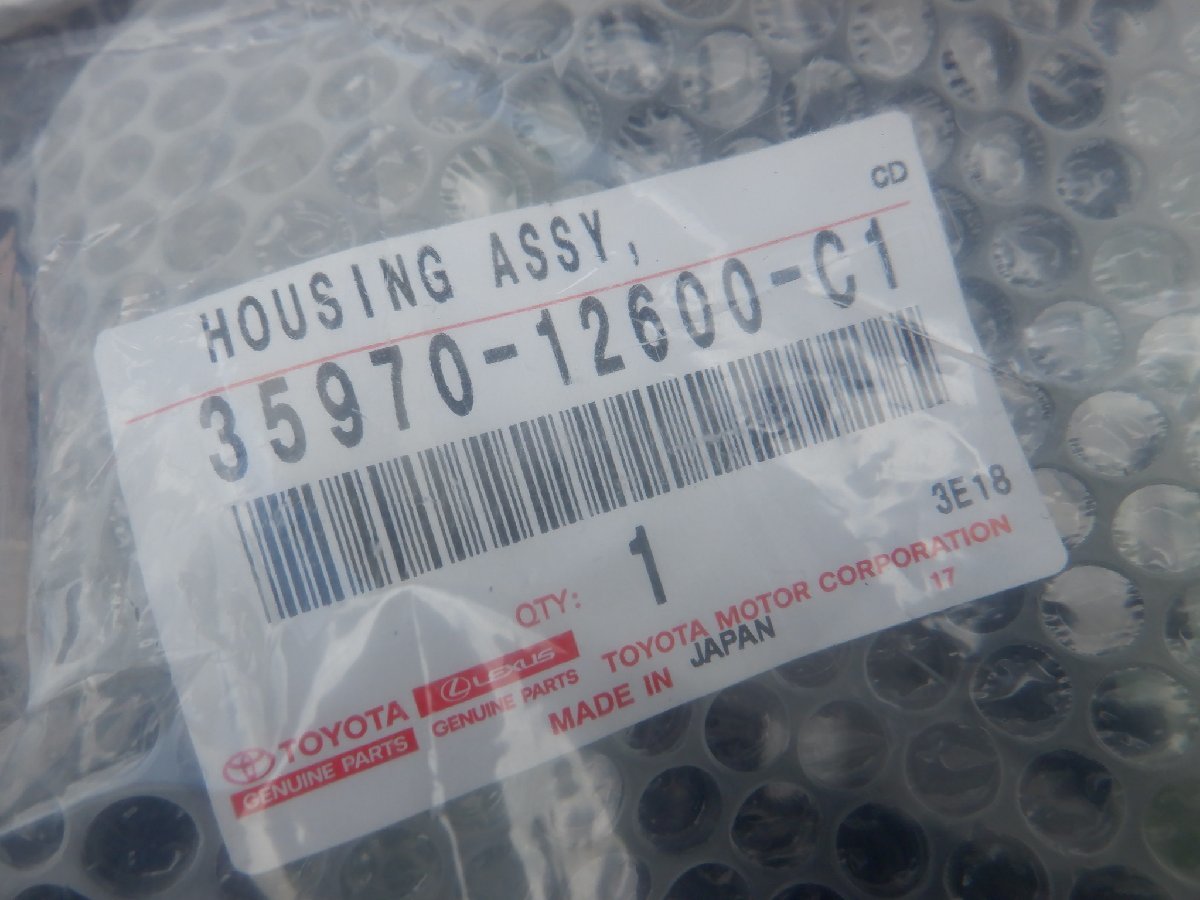 CD
HOUSING ASSY,
35970-12600-C1
3E18
QTY: 1
TOYOTA
GENUINE PARTS
LEXUS
GENUINE PARTS
TOYOTA MOTOR CORPORATION
17
MADE IN JAPAN